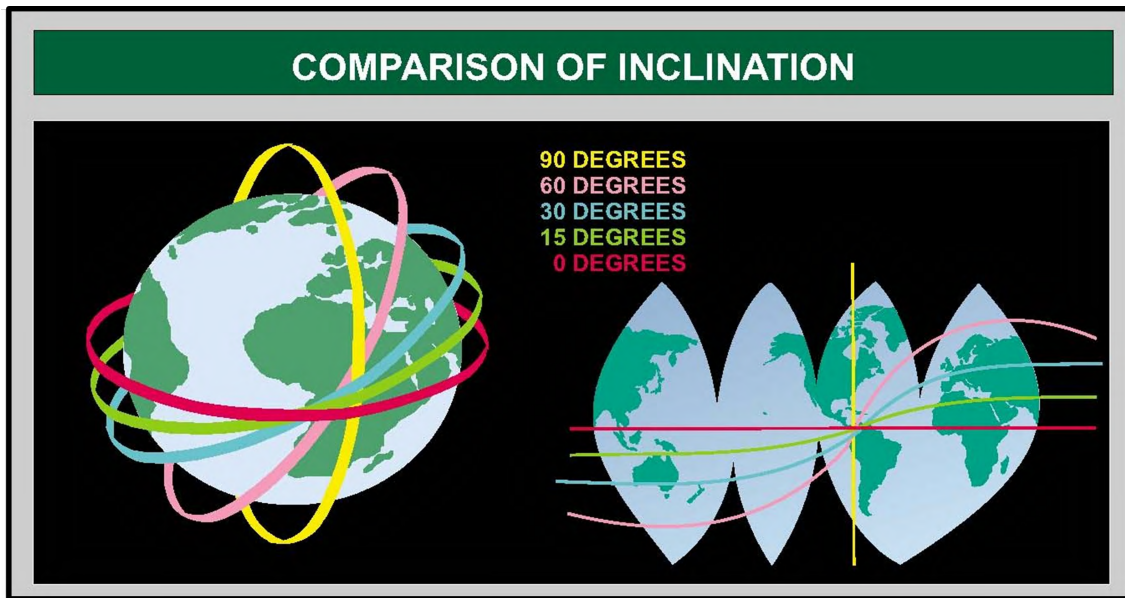 COMPARISON OF INCLINATION
90 DEGREES
60 DEGREES
30 DEGREES
15 DEGREES
0 DEGREES